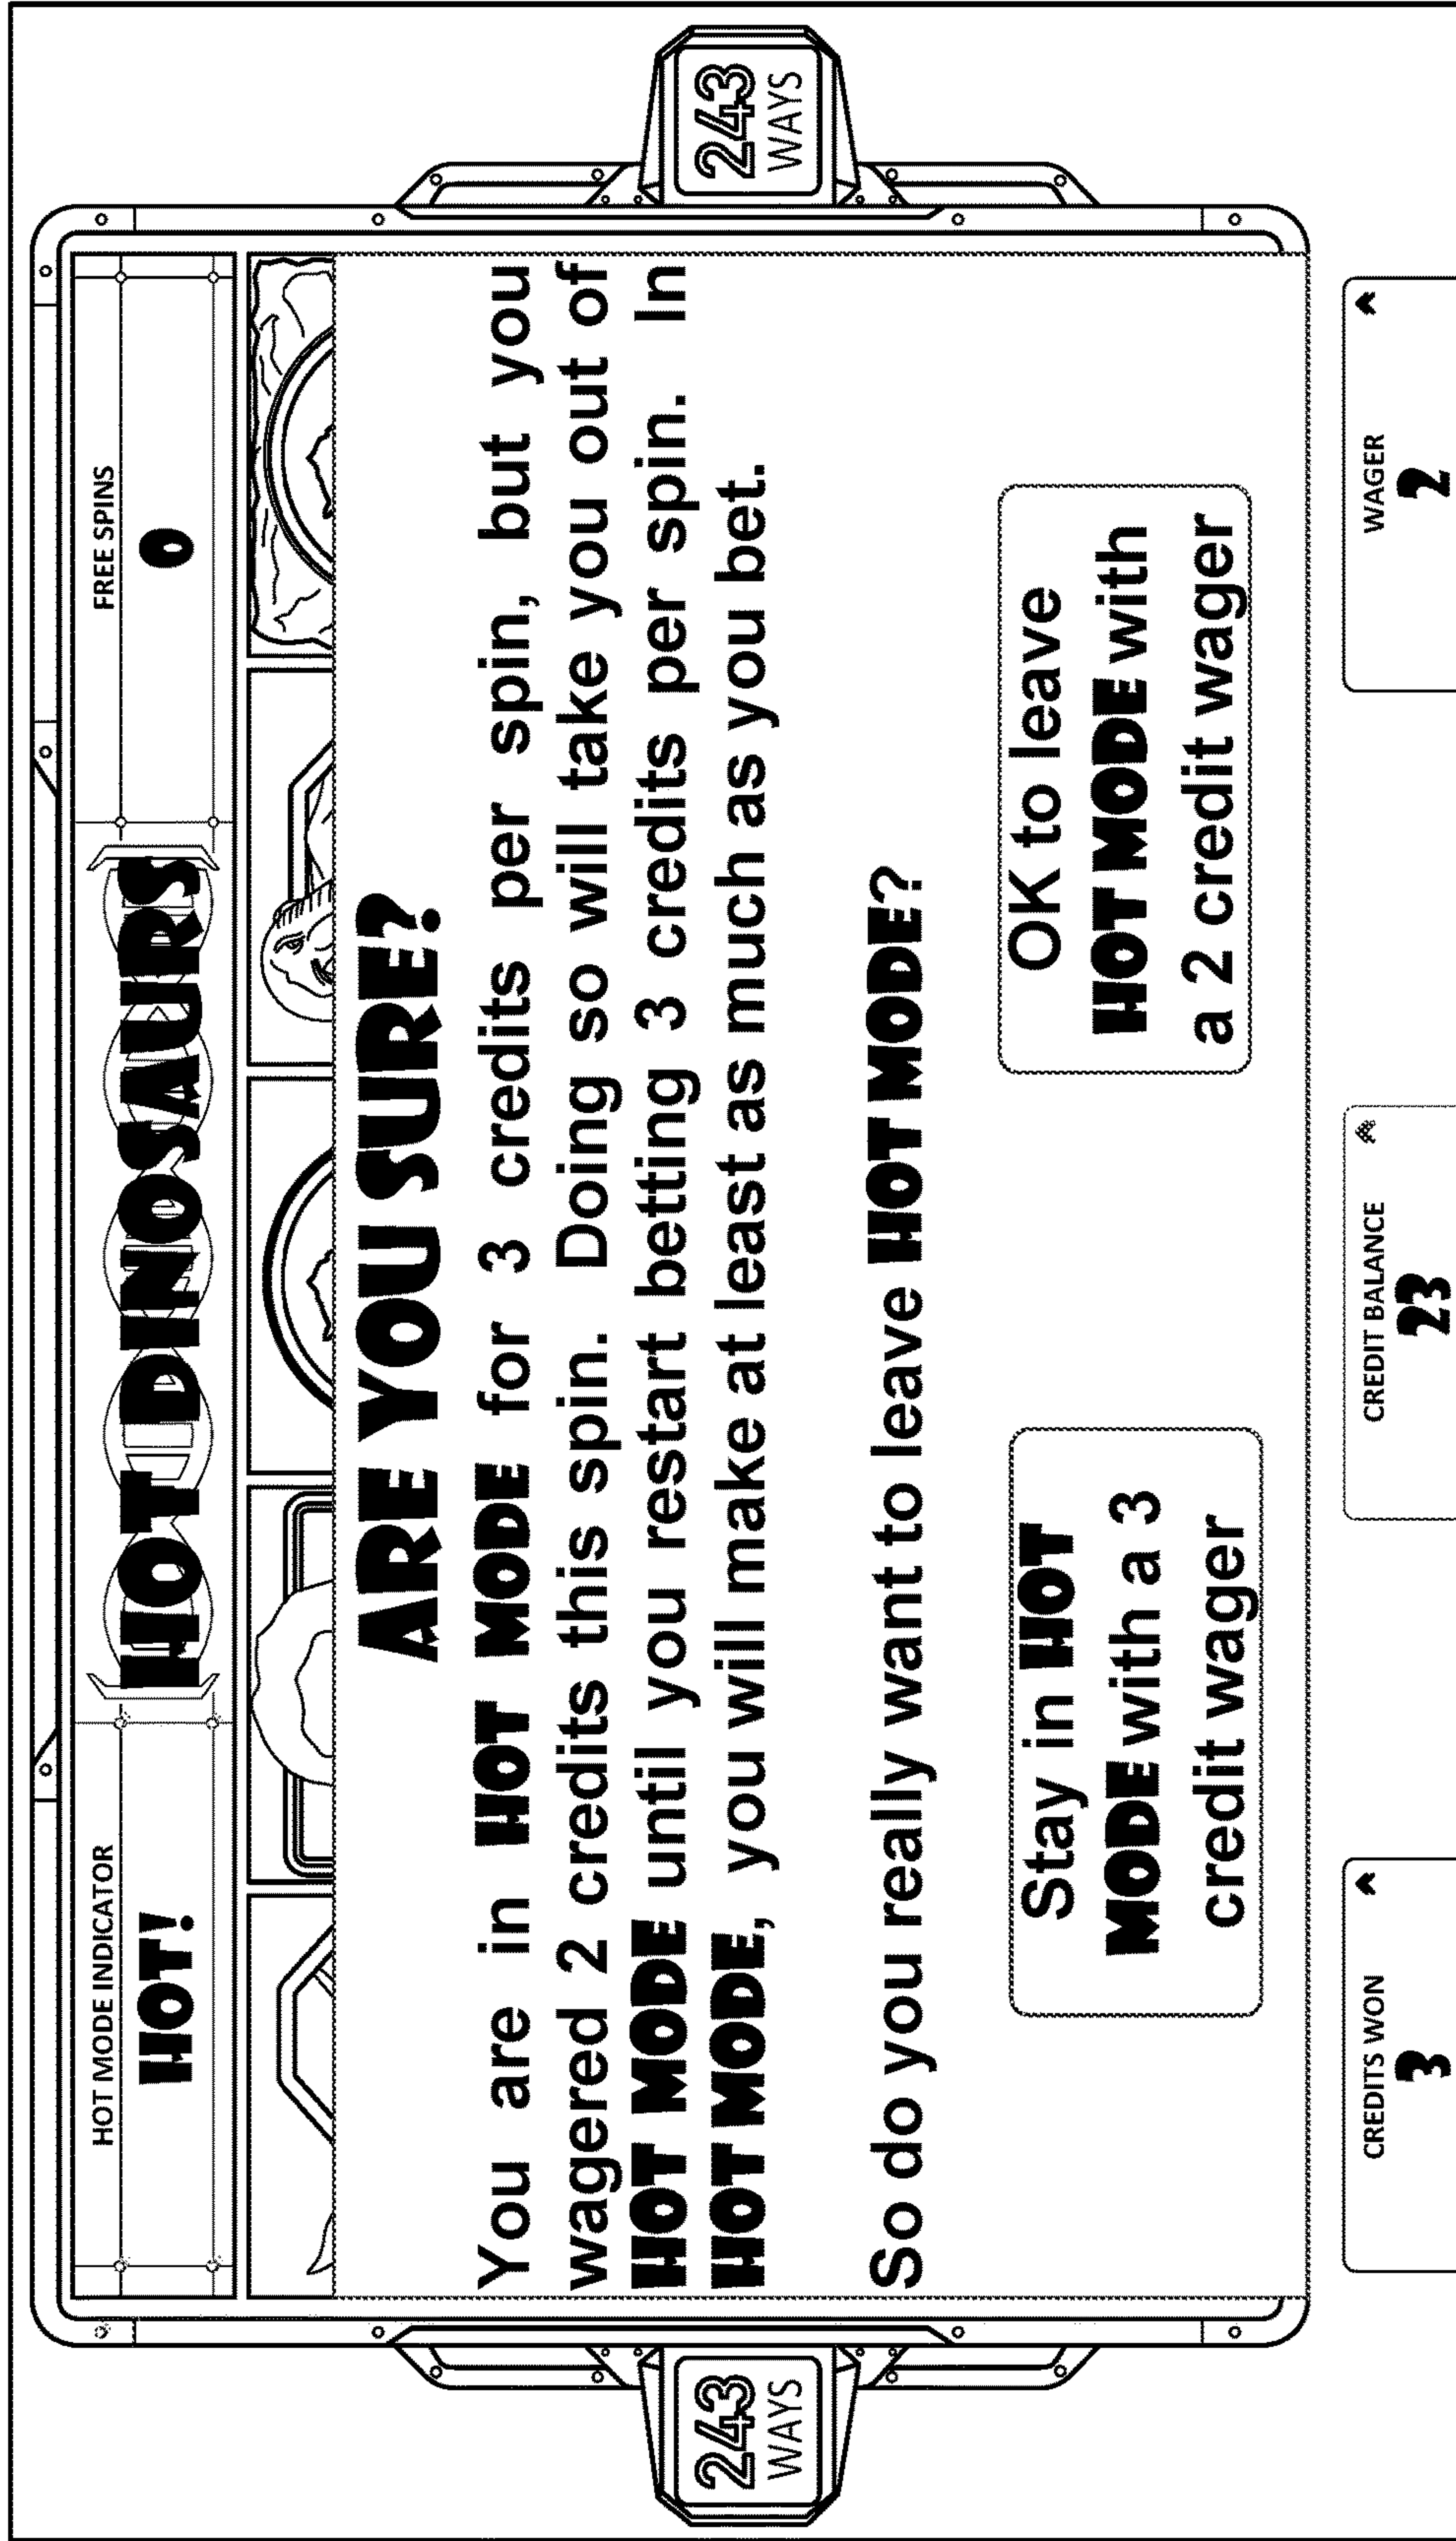 HOT MODE INDICATOR
HOT!
HOT DINOSAURS
FREE SPINS
0
243
WAYS
243
WAYS
ARE YOU SURE?
You are in HOT MODE for 3 credits per spin, but you
wagered 2 credits this spin. Doing so will take you out of
HOT MODE until you restart betting 3 credits per spin. In
HOT MODE, you will make at least as much as you bet.
So do you really want to leave HOT MODE?
Stay in HOT
MODE with a 3
credit wager
OK to leave
HOT MODE with
a 2 credit wager
CREDITS WON
3
CREDIT BALANCE
23
WAGER
2